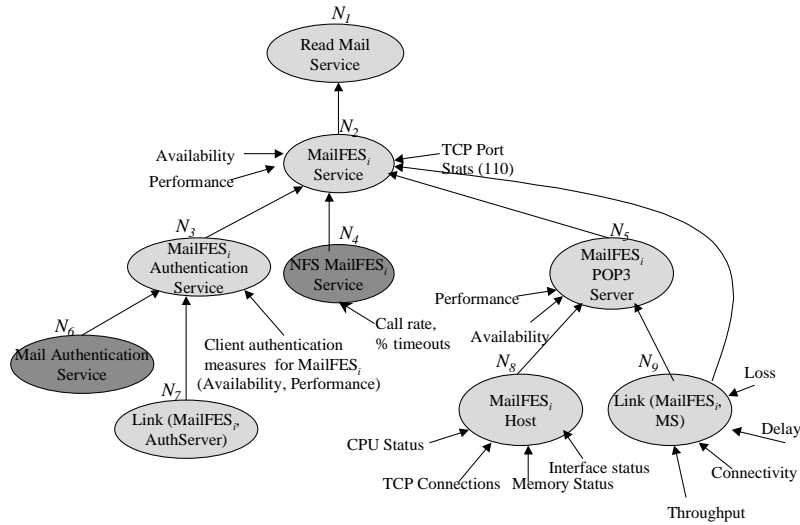 N1
Read Mail
Service
N2
Availability
Performance
MailFESi
Service
TCP Port
Stats (110)
N3
MailFESi
Authentication
Service
N4
NFS MailFESi
Service
N5
MailFESi
POP3
Server
Performance
Availability
Call rate,
% timeouts
N6
Mail Authentication
Service
Client authentication
measures for MailFESi
(Availability, Performance)
N7
Link (MailFESi,
AuthServer)
N8
MailFESi
Host
N9
Link (MailFESi,
MS)
Loss
Delay
Connectivity
Throughput
CPU Status
TCP Connections
Memory Status
Interface status